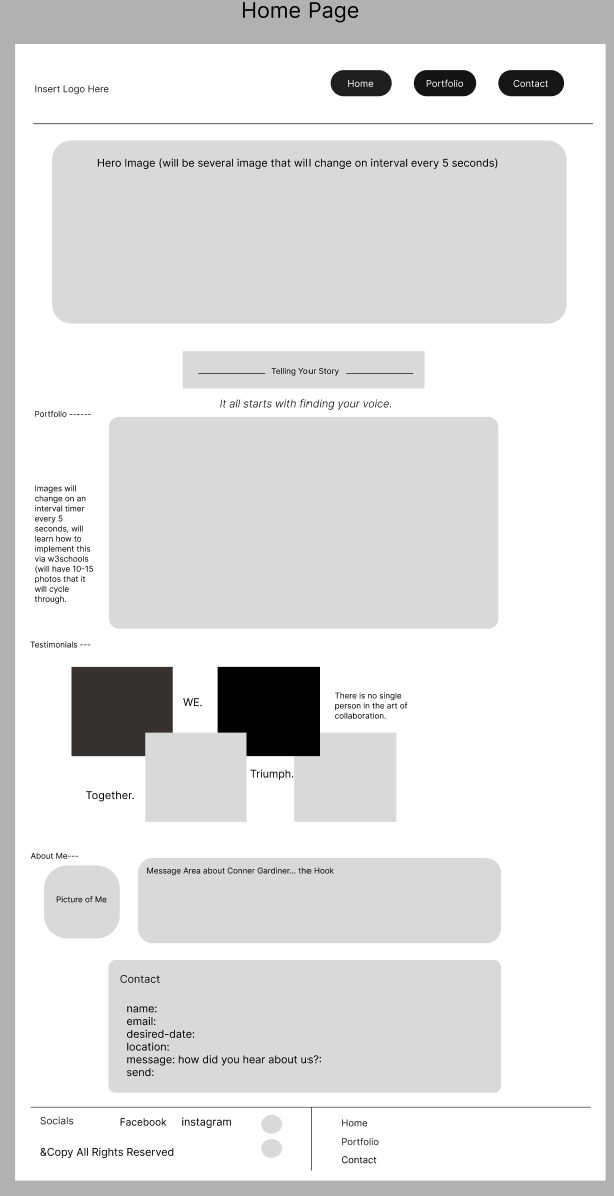 Home Page
Insert Logo Here
Home
Portfolio
Contact
Hero Image (will be several image that will change on interval every 5 seconds)
Telling Your Story
It all starts with finding your voice.
Portfolio ------
Images will
change on an
interval timer
every 5
seconds, will
learn how to
implement this
via w3schools
(will have 10-15
photos that it
will cycle
through.
Testimonials ---
WE.
There is no single
person in the art of
collaboration.
Triumph.
Together.
About Me---
Picture of Me
Message Area about Conner Gardiner... the Hook
Contact
name:
email:
desired-date:
location:
message: how did you hear about us?:
send:
Socials
Facebook
instagram
&Copy All Rights Reserved
Home
Portfolio
Contact